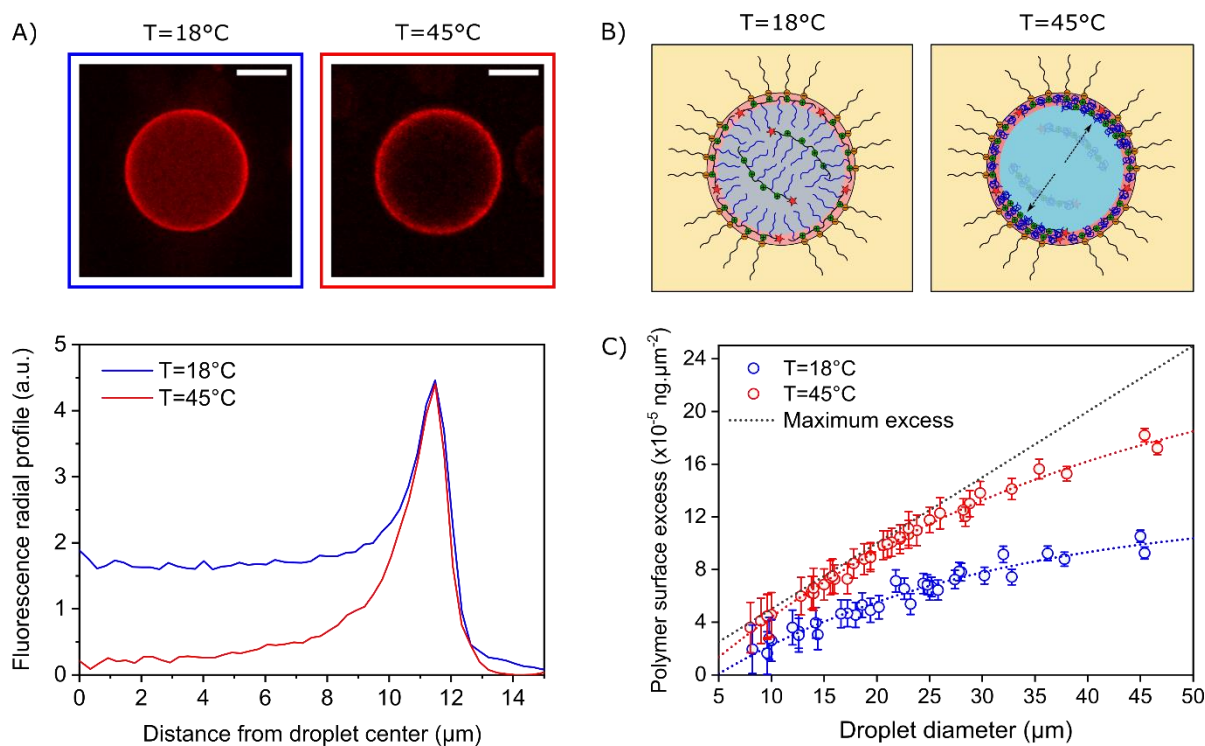 A)
T=18°C
T=45°C
B)
T=18°C
T=45°C
Fluorescence radial profile (a.u.)
5
4
3
2
1
0
T=18°C
T=45°C
0 2 4 6 8 10 12 14
Distance from droplet center (µm)
C)
Polymer surface excess (x10⁻⁵ ng.µm⁻²)
24
20
16
12
8
4
0
T=18°C
T=45°C
Maximum excess
5 10 15 20 25 30 35 40 45 50
Droplet diameter (µm)